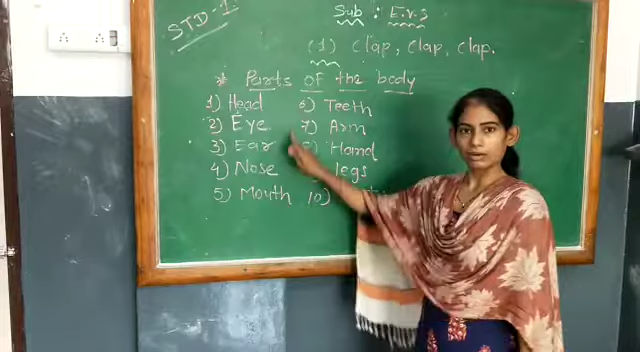 STD-1
Sub : E.v.s
(1) Clap, Clap, Clap.
* Parts of the body
1) Head
2) Eye
3) Ear
4) Nose
5) Mouth
6) Teeth
7) Arm
Hand
legs
10)